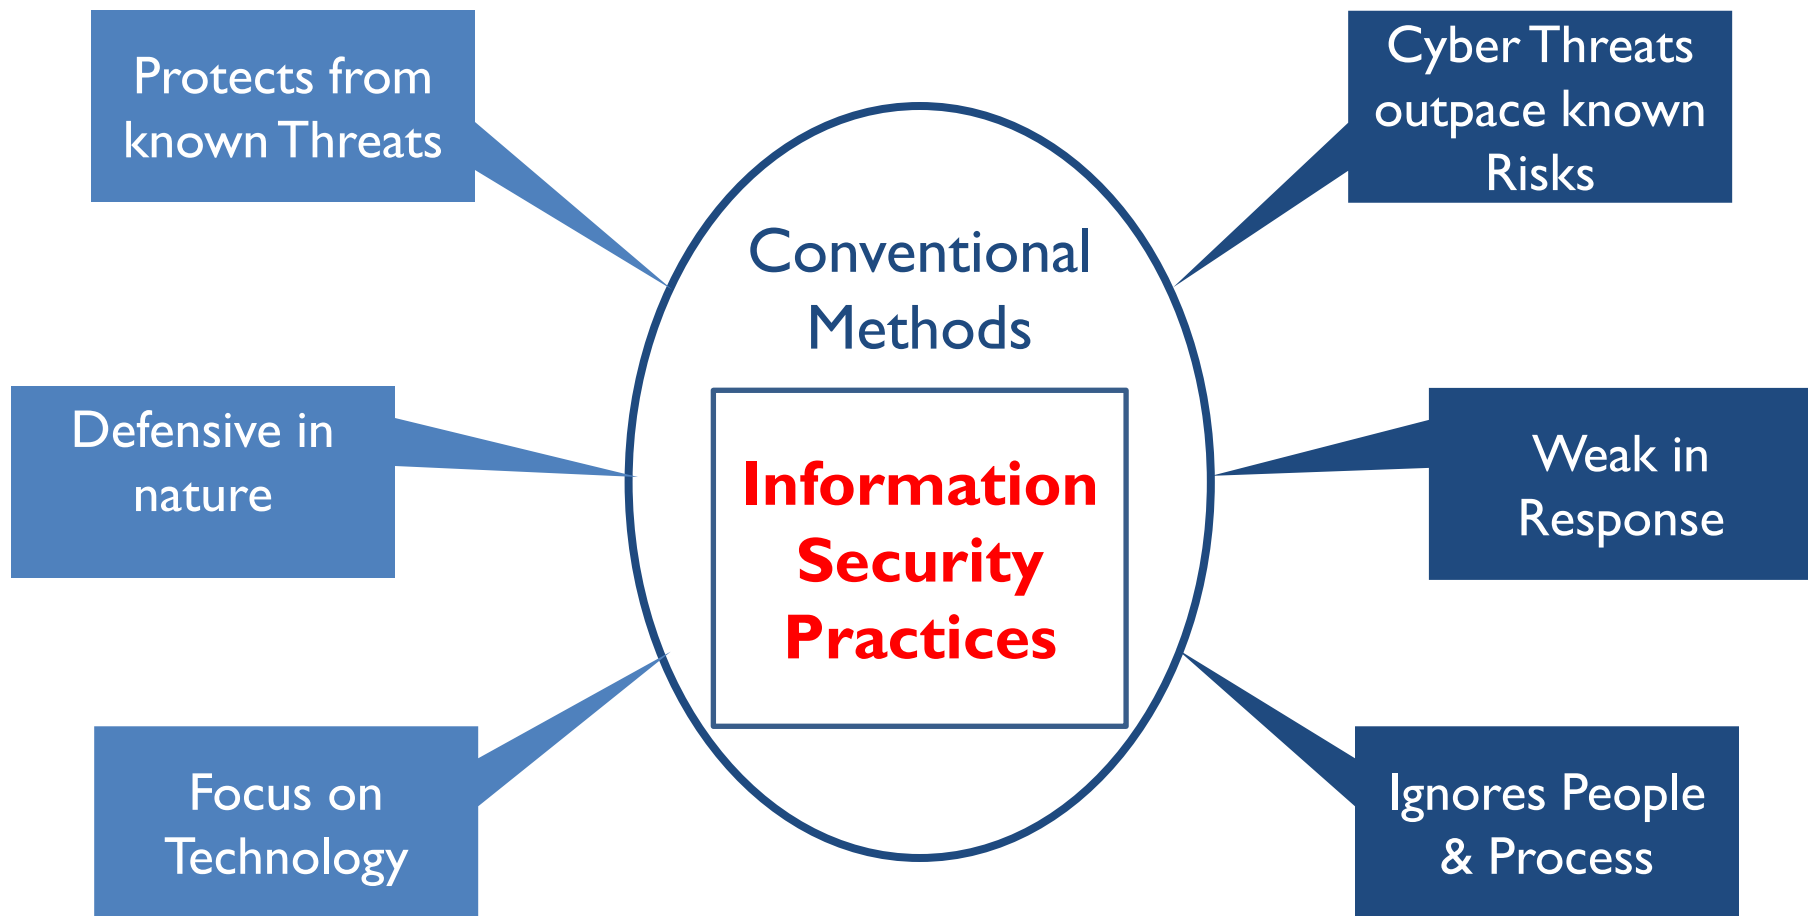 Protects from
known Threats
Cyber Threats
outpace known
Risks
Conventional
Methods
Defensive in
nature
Information
Security
Practices
Weak in
Response
Focus on
Technology
Ignores People
& Process